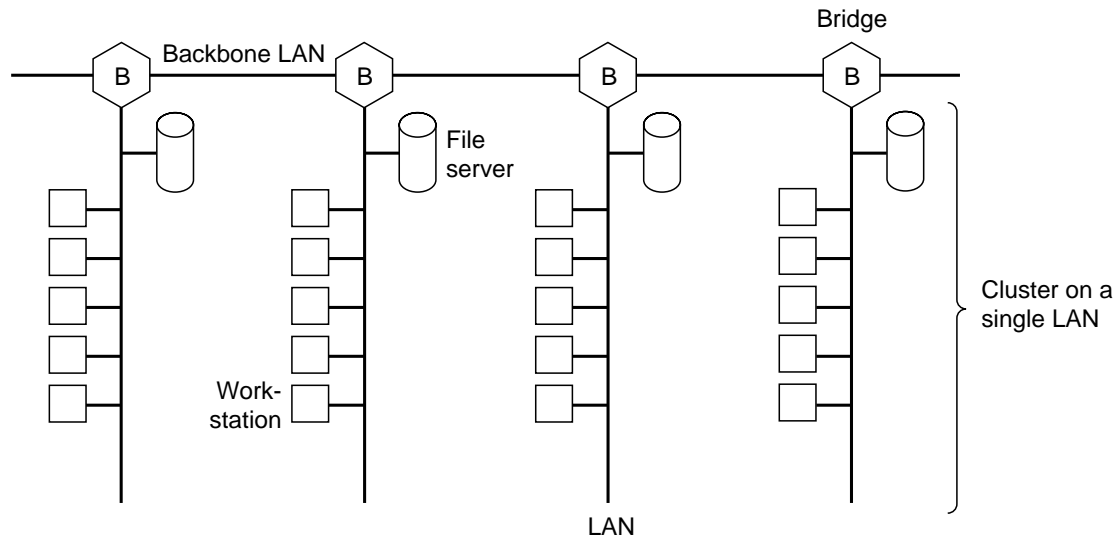 Bridge
Backbone LAN
B
B
B
B
File
server
Cluster on a
single LAN
Work-
station
LAN